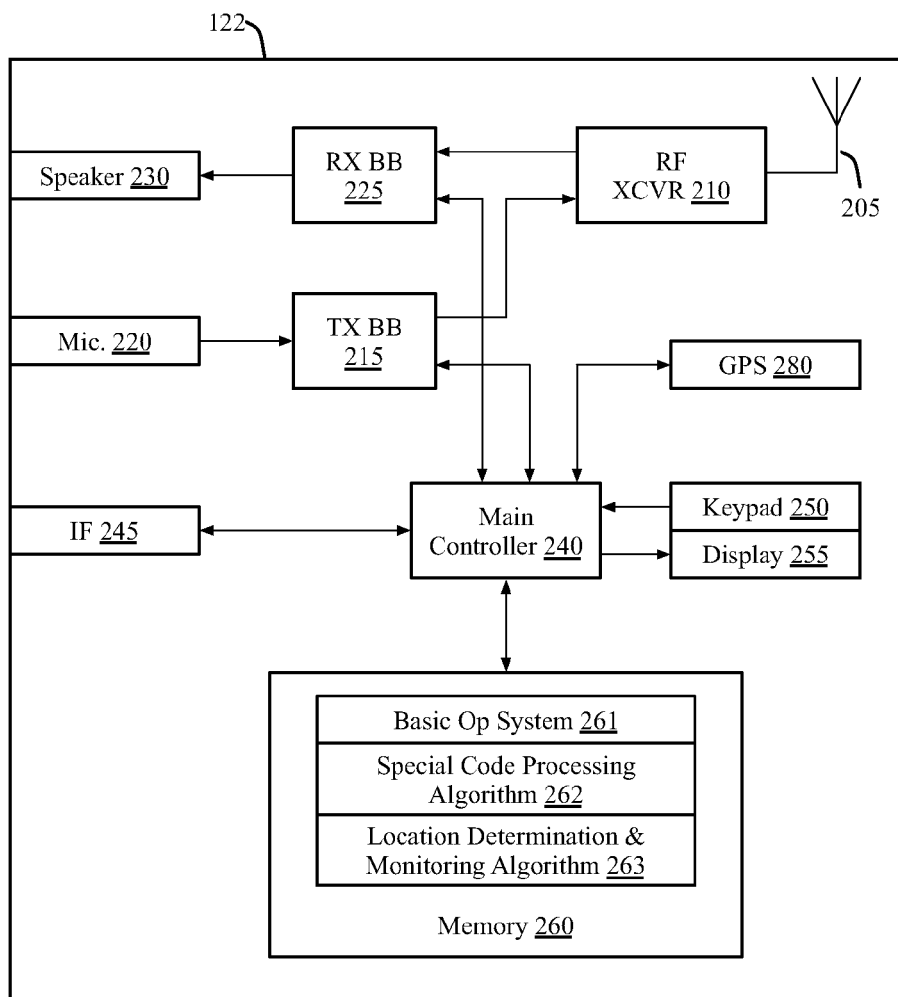 122
Speaker 230
RX BB
225
RF
XCVR 210
205
Mic. 220
TX BB
215
GPS 280
IF 245
Main
Controller 240
Keypad 250
Display 255
Basic Op System 261
Special Code Processing
Algorithm 262
Location Determination &
Monitoring Algorithm 263
Memory 260